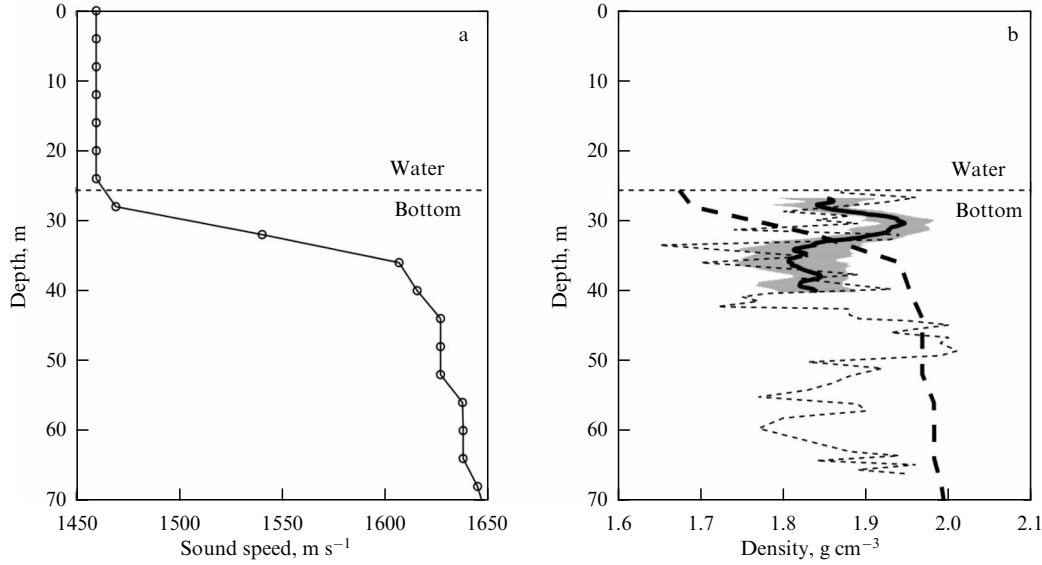 a
0
10
20
30
40
50
60
70
Depth, m
Water
Bottom
1450
1500
1550
1600
1650
Sound speed, m s⁻¹
b
0
10
20
30
40
50
60
70
Depth, m
Water
Bottom
1.6
1.7
1.8
1.9
2.0
2.1
Density, g cm⁻³